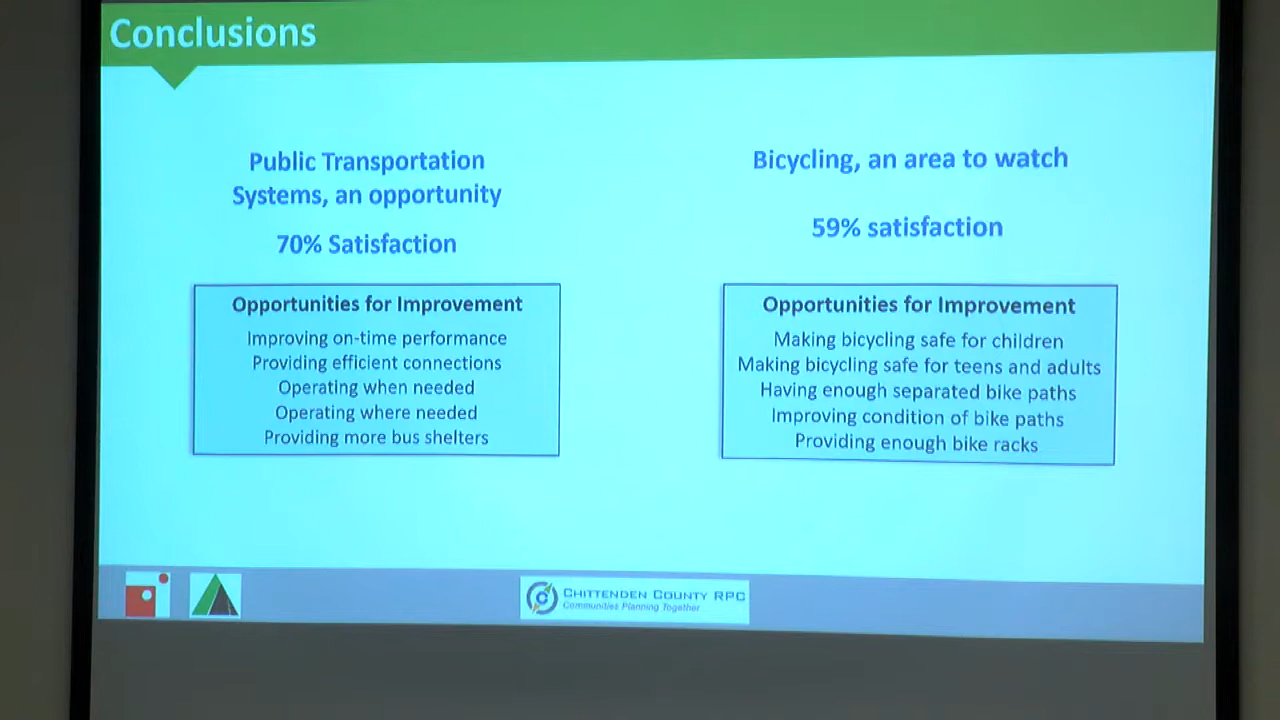 Conclusions
Public Transportation
Systems, an opportunity
70% Satisfaction
Opportunities for Improvement
Improving on-time performance
Providing efficient connections
Operating when needed
Operating where needed
Providing more bus shelters
Bicycling, an area to watch
59% satisfaction
Opportunities for Improvement
Making bicycling safe for children
Making bicycling safe for teens and adults
Having enough separated bike paths
Improving condition of bike paths
Providing enough bike racks
CHITTENDEN COUNTY RPC
Communities Planning Together